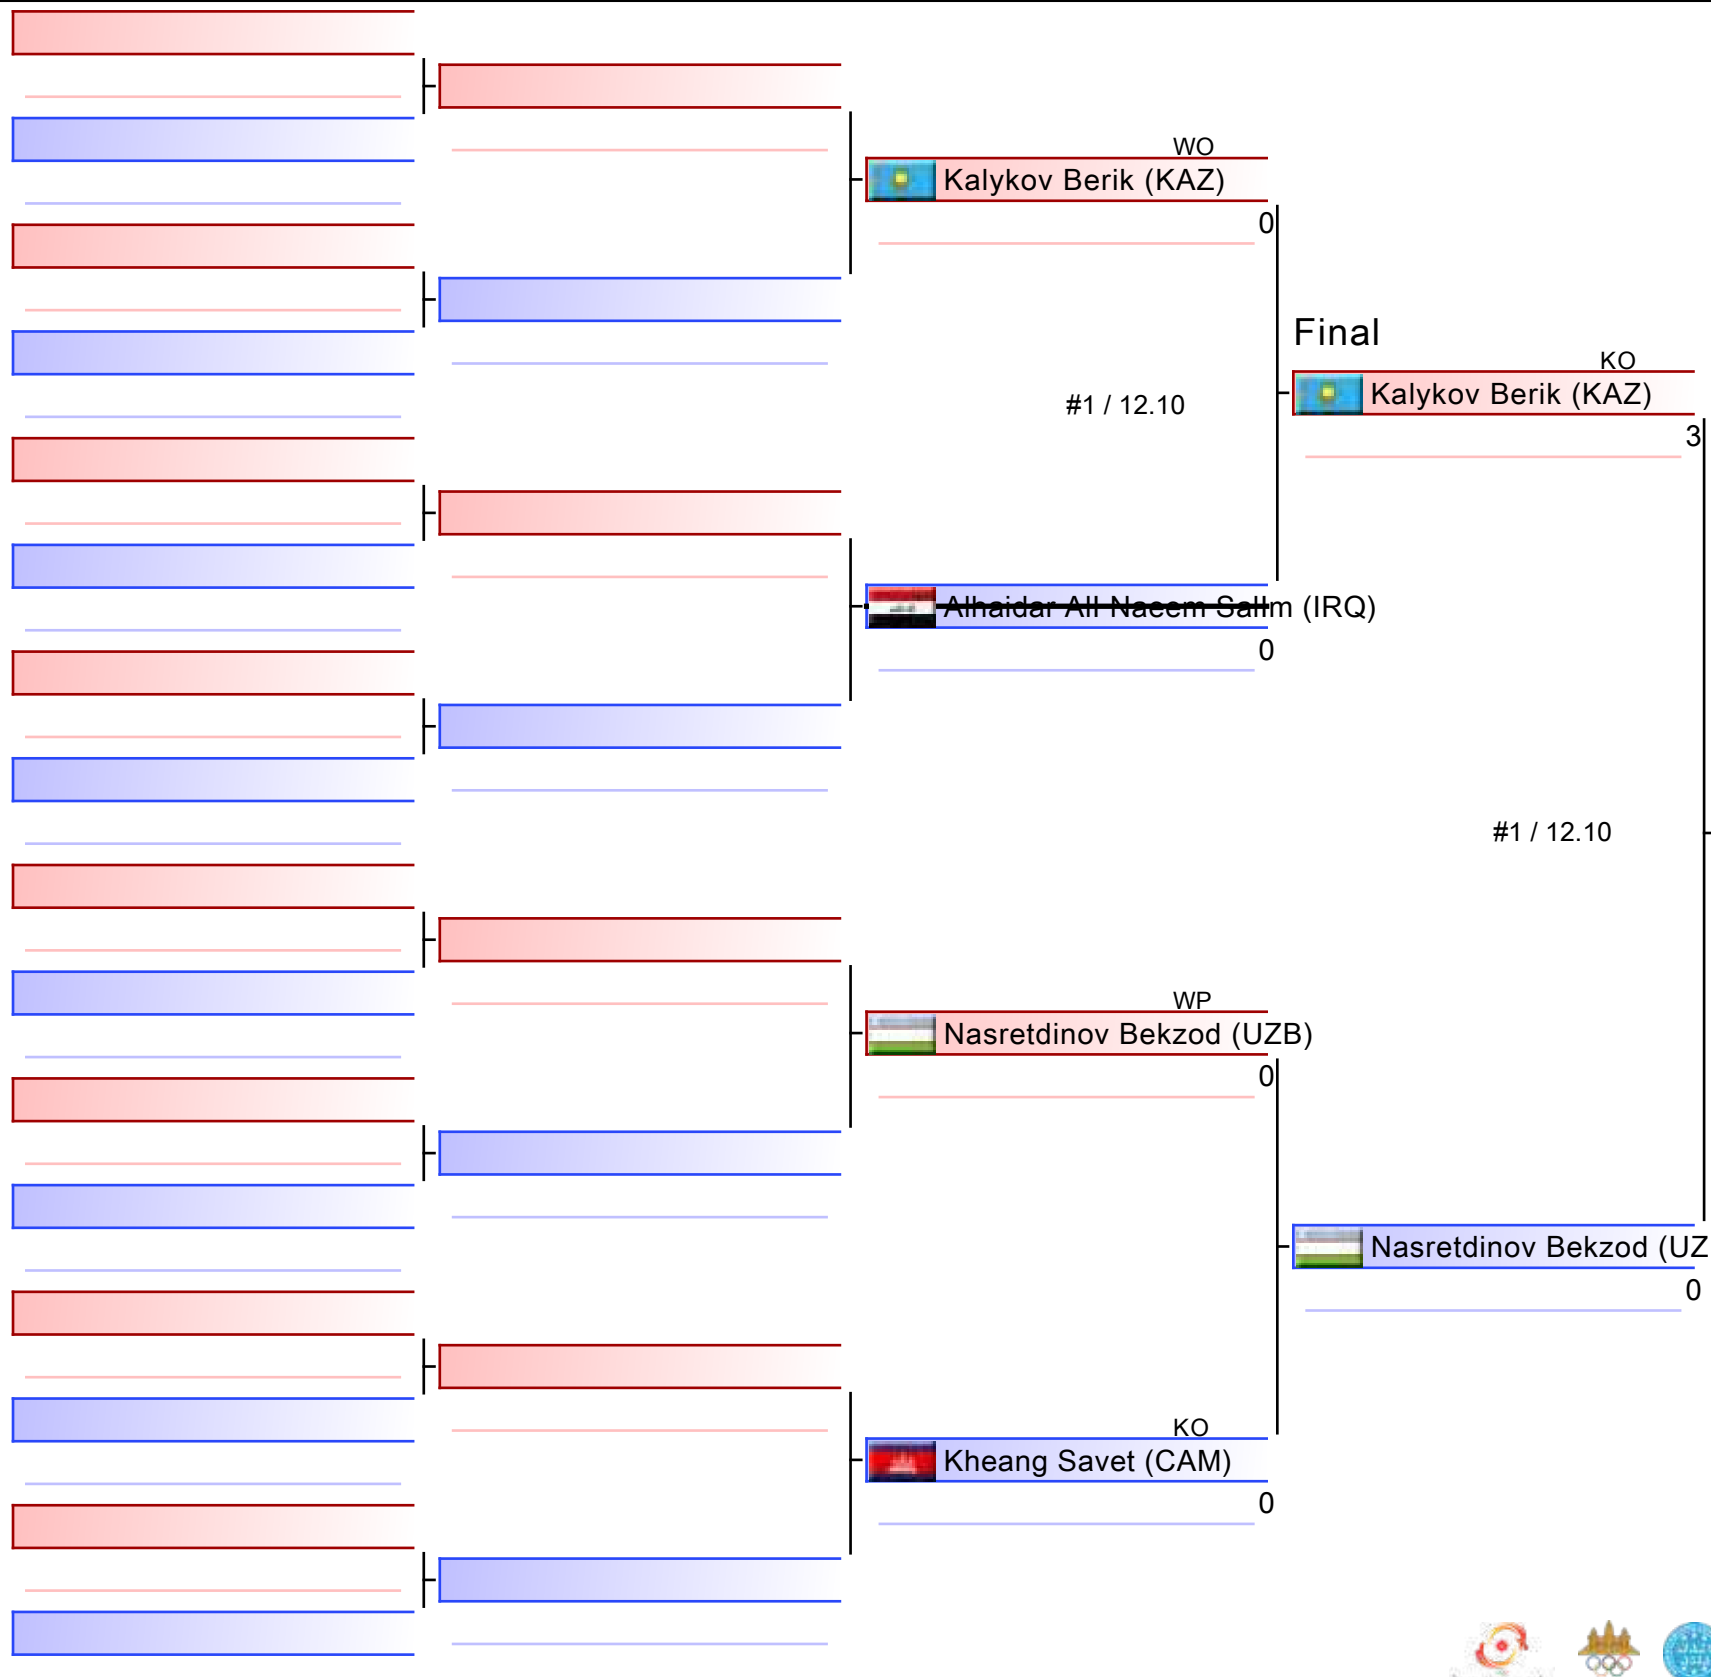 WO
Kalykov Berik (KAZ)
0
Final
KO
Kalykov Berik (KAZ)
#1 / 12.10
3
Alhaidar Ali Naeem Salim (IRQ)
0
#1 / 12.10
WP
Nasretdinov Bekzod (UZB)
0
Nasretdinov Bekzod (UZ
0
KO
Kheang Savet (CAM)
0